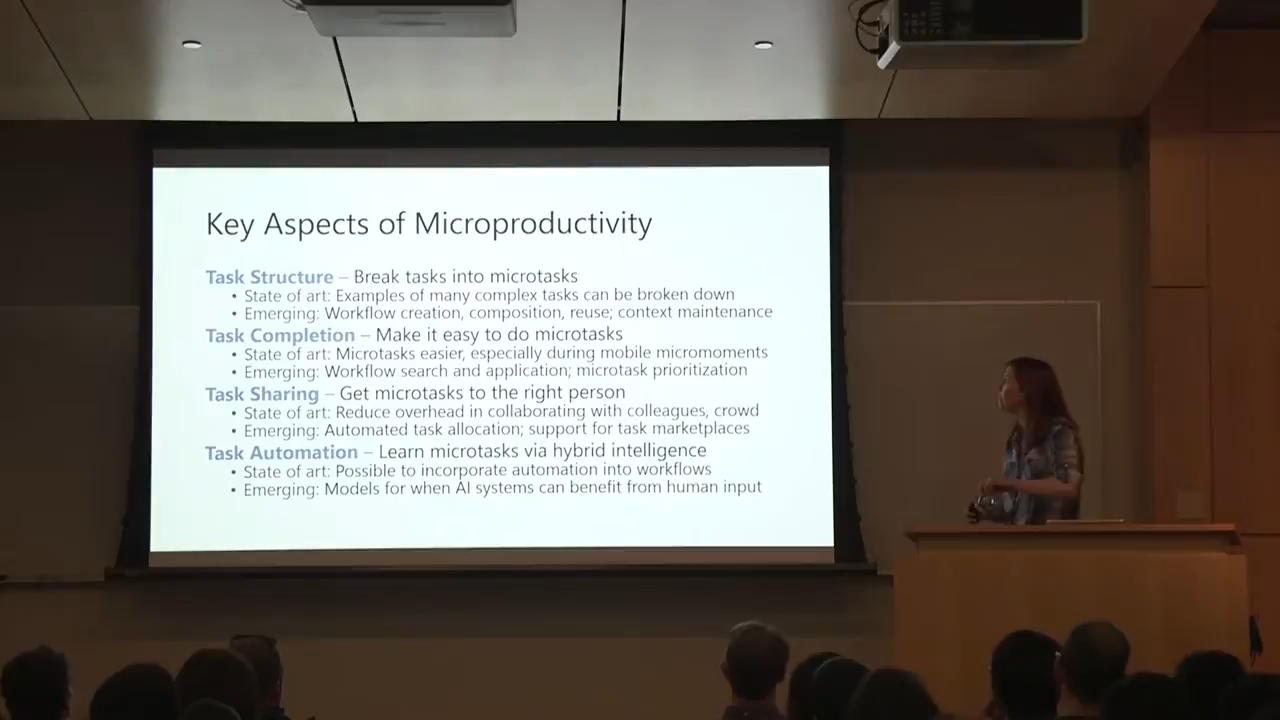 Key Aspects of Microproductivity
Task Structure – Break tasks into microtasks
• State of art: Examples of many complex tasks can be broken down
• Emerging: Workflow creation, composition, reuse; context maintenance
Task Completion – Make it easy to do microtasks
• State of art: Microtasks easier, especially during mobile micromoments
• Emerging: Workflow search and application; microtask prioritization
Task Sharing – Get microtasks to the right person
• State of art: Reduce overhead in collaborating with colleagues, crowd
• Emerging: Automated task allocation; support for task marketplaces
Task Automation – Learn microtasks via hybrid intelligence
• State of art: Possible to incorporate automation into workflows
• Emerging: Models for when AI systems can benefit from human input